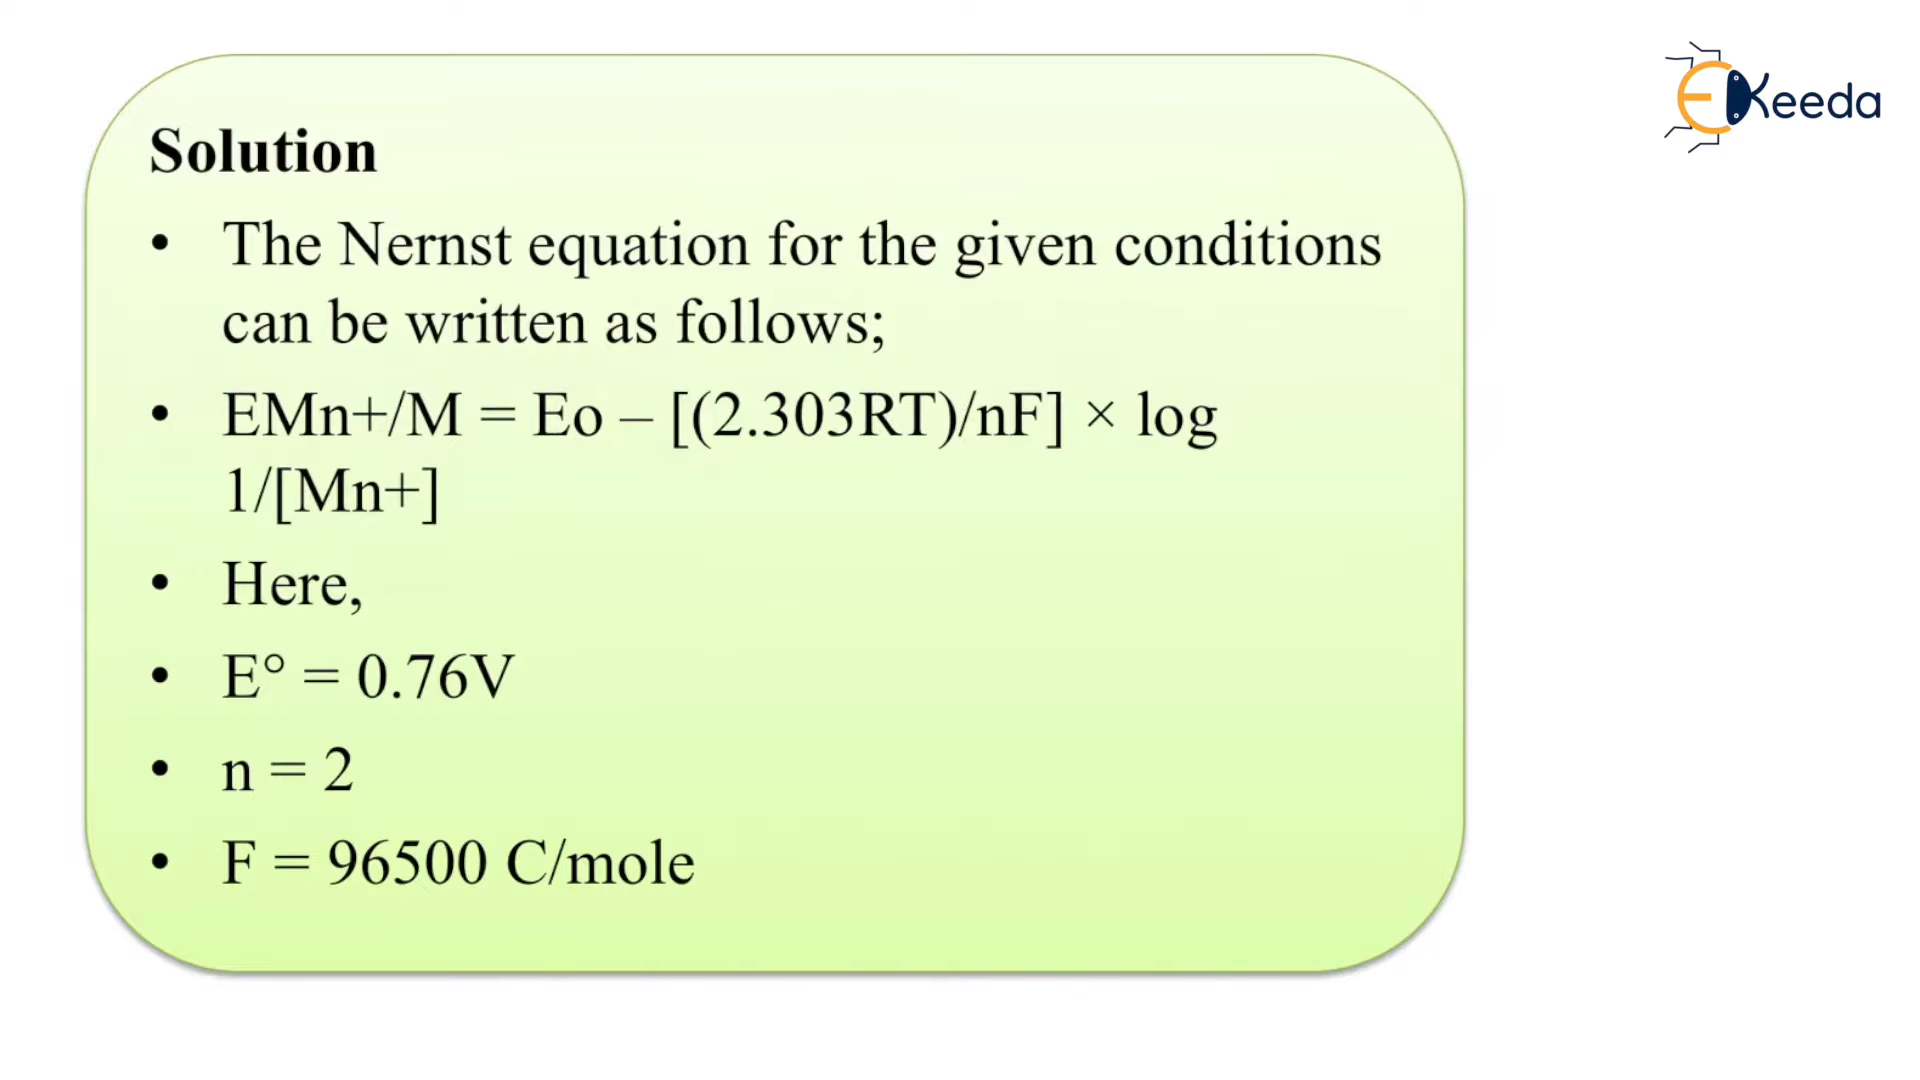 Solution
• The Nernst equation for the given conditions
can be written as follows;
• EMn+/M = Eo – [(2.303RT)/nF] × log
1/[Mn+]
• Here,
• E° = 0.76V
• n = 2
• F = 96500 C/mole
EKeeda